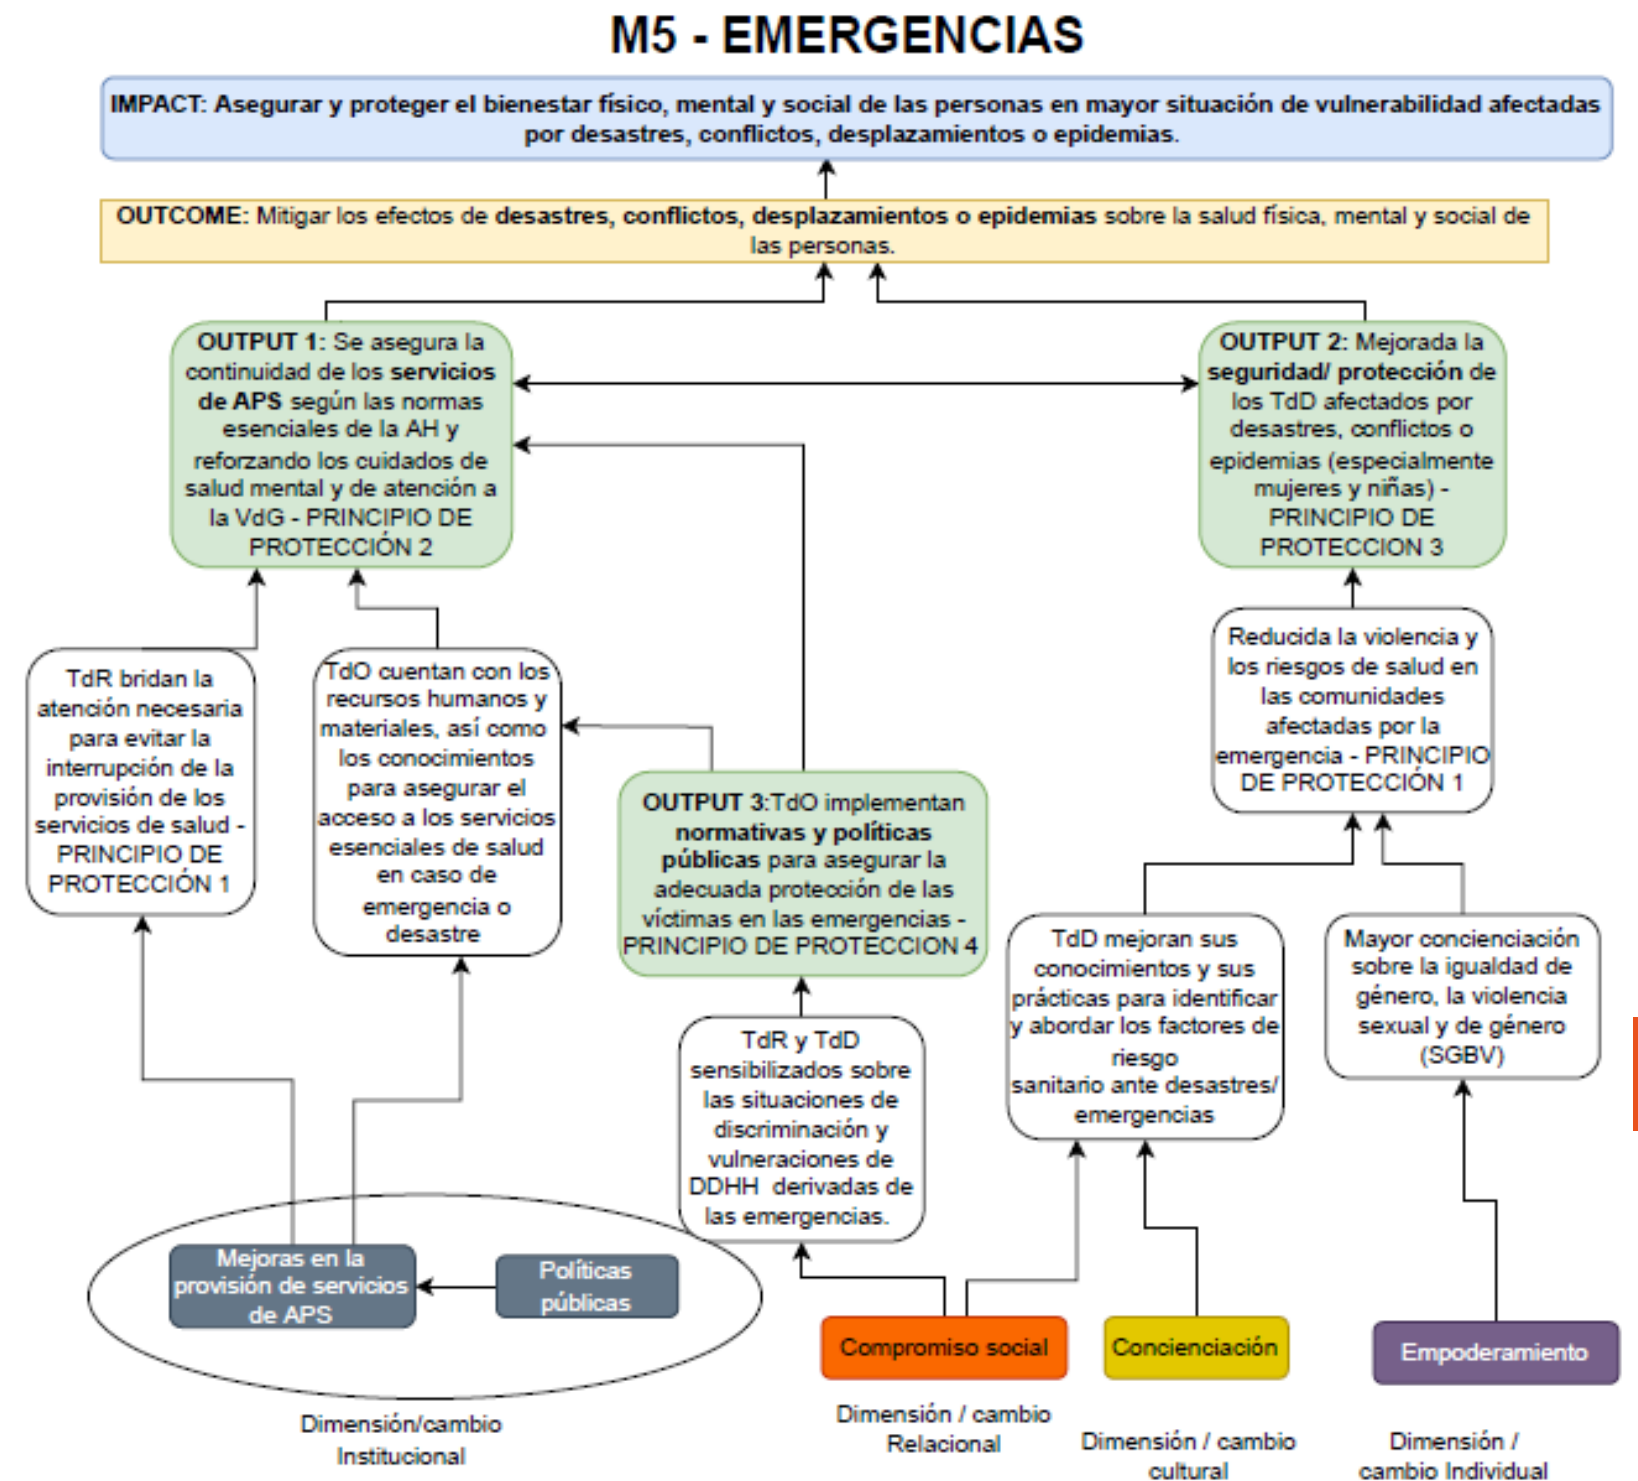 M5 - EMERGENCIAS
IMPACT: Asegurar y proteger el bienestar físico, mental y social de las personas en mayor situación de vulnerabilidad afectadas
por desastres, conflictos, desplazamientos o epidemias.
OUTCOME: Mitigar los efectos de desastres, conflictos, desplazamientos o epidemias sobre la salud física, mental y social de
las personas.
OUTPUT 1: Se asegura la
continuidad de los servicios
de APS según las normas
esenciales de la AH y
reforzando los cuidados de
salud mental y de atención a
la VdG - PRINCIPIO DE
PROTECCIÓN 2
OUTPUT 2: Mejorada la
seguridad/ protección de
los TdD afectados por
desastres, conflictos o
epidemias (especialmente
mujeres y niñas) -
PRINCIPIO DE
PROTECCION 3
TdR bridan la
atención necesaria
para evitar la
interrupción de la
provisión de los
servicios de salud -
PRINCIPIO DE
PROTECCIÓN 1
TdO cuentan con los
recursos humanos y
materiales, así como
los conocimientos
para asegurar el
acceso a los servicios
esenciales de salud
en caso de
emergencia o
desastre
Reducida la violencia y
los riesgos de salud en
las comunidades
afectadas por la
emergencia - PRINCIPIO
DE PROTECCIÓN 1
OUTPUT 3:TdO implementan
normativas y políticas
públicas para asegurar la
adecuada protección de las
víctimas en las emergencias -
PRINCIPIO DE PROTECCION 4
TdR y TdD
sensibilizados sobre
las situaciones de
discriminación y
vulneraciones de
DDHH derivadas de
las emergencias.
TdD mejoran sus
conocimientos y sus
prácticas para identificar
y abordar los factores de
riesgo
sanitario ante desastres/
emergencias
Mayor concienciación
sobre la igualdad de
género, la violencia
sexual y de género
(SGBV)
Mejoras en la
provisión de servicios
de APS
Políticas
públicas
Compromiso social
Concienciación
Empoderamiento
Dimensión/cambio
Institucional
Dimensión / cambio
Relacional
Dimensión / cambio
cultural
Dimensión /
cambio Individual